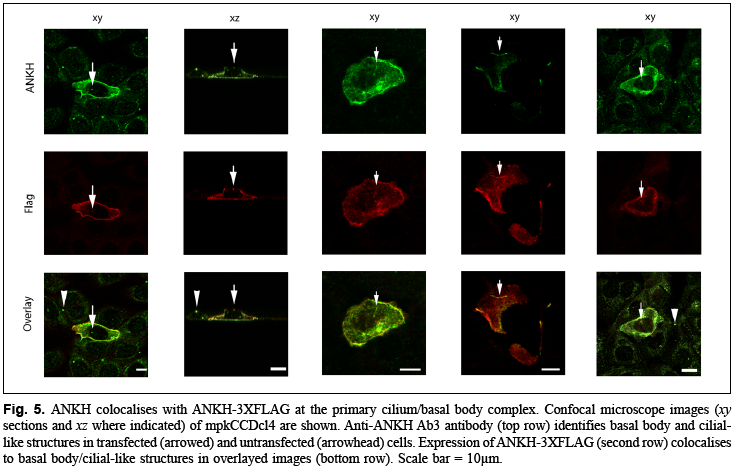 xy xz xy xy xy
ANKH
Flag
Overlay
Fig. 5. ANKH colocalises with ANKH-3XFLAG at the primary cilium/basal body complex. Confocal microscope images (xy
sections and xz where indicated) of mpkCCDcl4 are shown. Anti-ANKH Ab3 antibody (top row) identifies basal body and cilial-
like structures in transfected (arrowed) and untransfected (arrowhead) cells. Expression of ANKH-3XFLAG (second row) colocalises
to basal body/cilial-like structures in overlayed images (bottom row). Scale bar = 10μm.